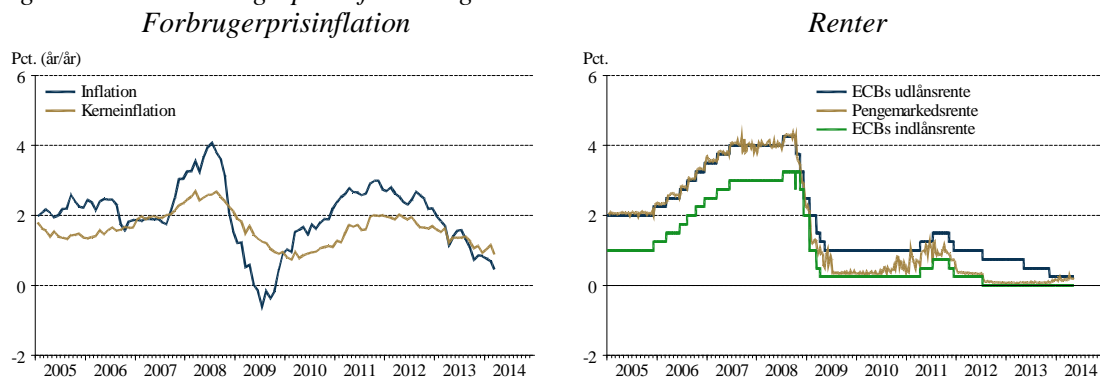 Forbrugerprisinflation
Pct. (år/år)
6
4
2
0
-2
Inflation
Kerneinflation
2005 2006 2007 2008 2009 2010 2011 2012 2013 2014
Renter
Pct.
6
4
2
0
-2
ECBs udlånsrente
Pengemarkedsrente
ECBs indlånsrente
2005 2006 2007 2008 2009 2010 2011 2012 2013 2014